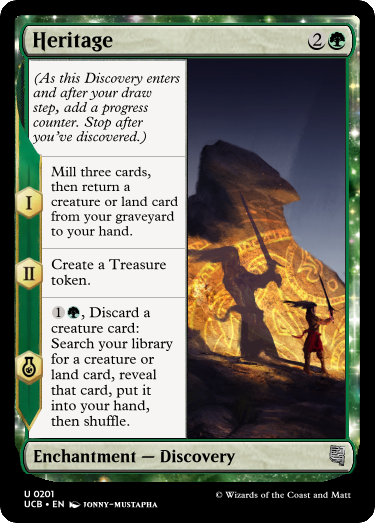 Heritage 2
(As this Discovery enters
and after your draw
step, add a progress
counter. Stop after
you've discovered.)
I
Mill three cards,
then return a
creature or land card
from your graveyard
to your hand.
II
Create a Treasure
token.
1, Discard a
creature card:
Search your library
for a creature or
land card, reveal
that card, put it
into your hand,
then shuffle.
Enchantment — Discovery
U 0201
UCB • EN JONNY-MUSTAPHA
© Wizards of the Coast and Matt